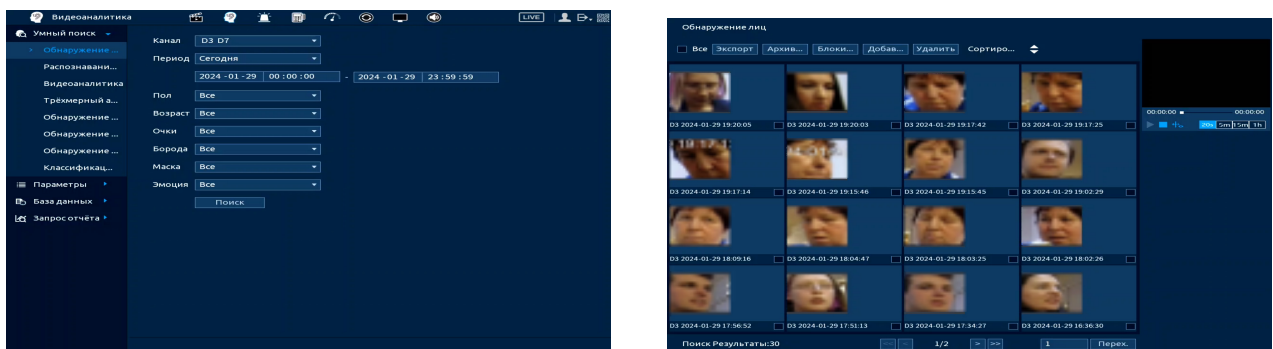 Видеоаналитика
LIVE
Умный поиск
> Обнаружение ...
Распознавани...
Видеоаналитика
Трёхмерный а...
Обнаружение ...
Обнаружение ...
Обнаружение ...
Классификац...
Параметры
База данных
Запрос отчёта
Канал D3 D7
Период Сегодня
2024 -01 -29 00 : 00 : 00 - 2024 -01 -29 23 : 59 : 59
Пол Все
Возраст Все
Очки Все
Борода Все
Маска Все
Эмоция Все
Поиск
Обнаружение лиц
Все Экспорт Архив... Блоки... Добав... Удалить Сортиро...
D3 2024-01-29 19:20:05 D3 2024-01-29 19:20:03 D3 2024-01-29 19:17:42 D3 2024-01-29 19:17:25
D3 2024-01-29 19:17:14 D3 2024-01-29 19:15:46 D3 2024-01-29 19:15:45 D3 2024-01-29 19:02:29
D3 2024-01-29 18:09:16 D3 2024-01-29 18:04:47 D3 2024-01-29 18:03:25 D3 2024-01-29 18:02:26
D3 2024-01-29 17:56:52 D3 2024-01-29 17:51:13 D3 2024-01-29 17:34:27 D3 2024-01-29 16:36:30
Поиск Результаты:30 << < 1/2 > >> 1 Перех.
00:00:00 00:00:00
20s 5m 15m 1h